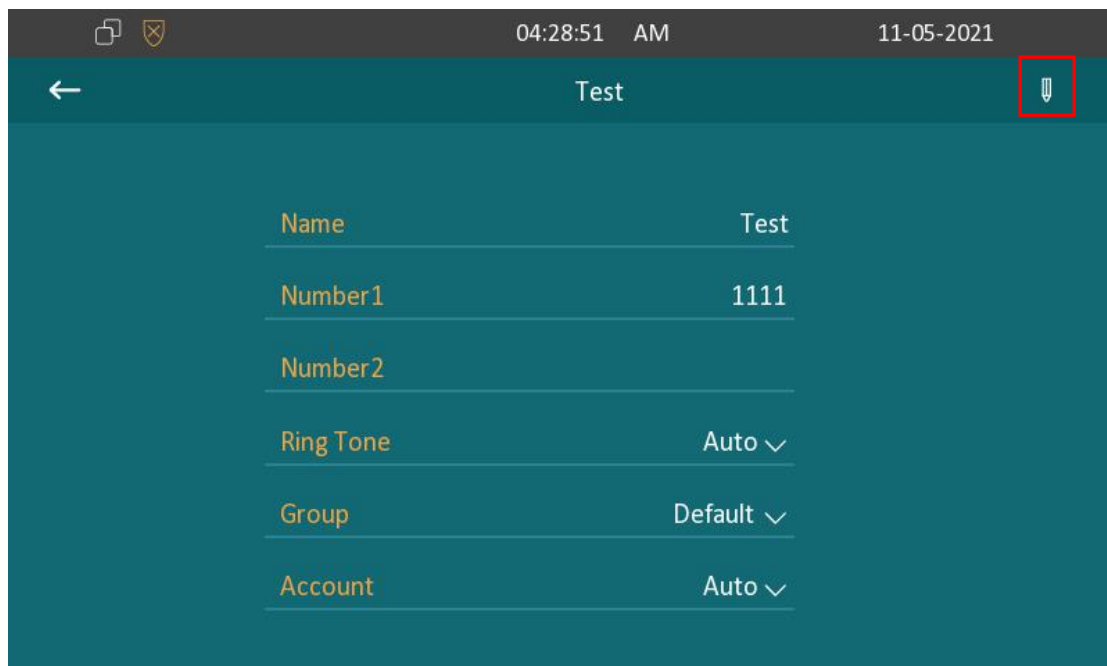 04:28:51 AM 11-05-2021
Test
Name Test
Number1 1111
Number2
Ring Tone Auto
Group Default
Account Auto